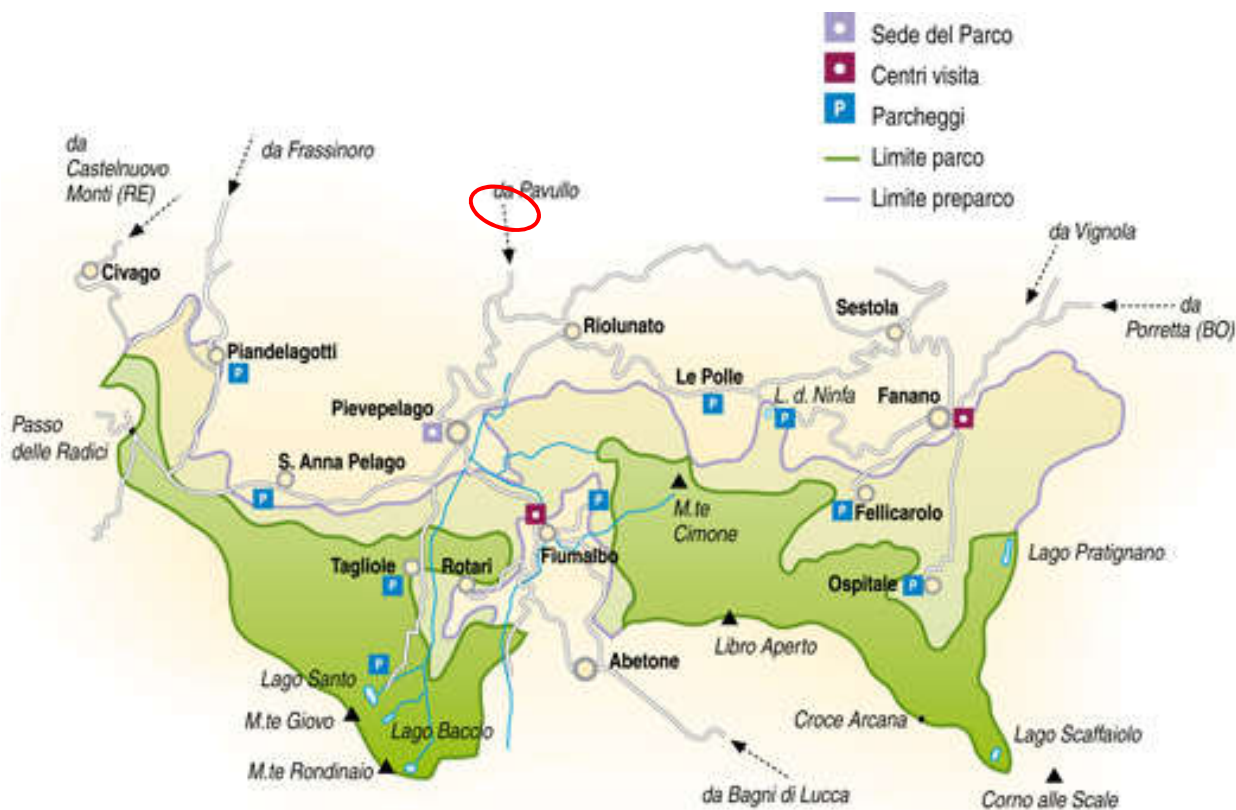 Sede del Parco
Centri visita
P
Parcheggi
Limite parco
Limite preparco
da
Castelnuovo
Monti (RE)
da Frassinoro
da Pavullo
da Vignola
da
Porretta (BO)
Civago
Piandelagotti
P
Riolunato
Sestola
Le Polle
P
L. d. Ninfa
P
Fanano
Pievepelago
Passo
delle Radici
S. Anna Pelago
P
P
M.te
Cimone
Fellicarolo
P
Fiumalbo
Tagliole
P
Rotari
Ospitale
P
Lago Pratignano
Libro Aperto
Abetone
P
Lago Santo
M.te Giovo
Lago Baccio
M.te Rondinaio
Croce Arcana
Lago Scaffaiolo
da Bagni di Lucca
Corno alle Scale